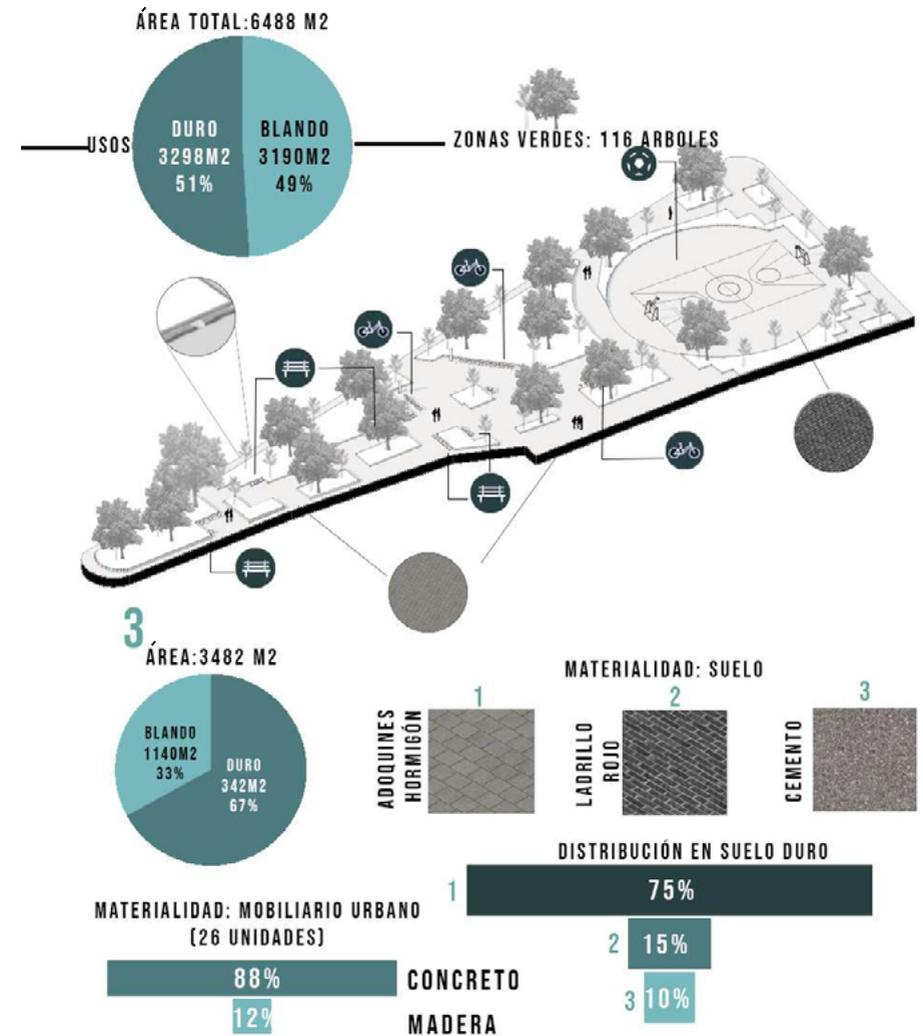 ÁREA TOTAL:6488 M2
USOS
DURO
3298M2
51%
BLANDO
3190M2
49%
ZONAS VERDES: 116 ARBOLES
3
ÁREA:3482 M2
BLANDO
1140M2
33%
DURO
342M2
67%
MATERIALIDAD: SUELO
1
ADOQUINES
HORMIGÓN
2
LADRILLO
ROJO
3
CEMENTO
DISTRIBUCIÓN EN SUELO DURO
1
75%
2
15%
3
10%
MATERIALIDAD: MOBILIARIO URBANO
(26 UNIDADES)
88%
CONCRETO
12%
MADERA